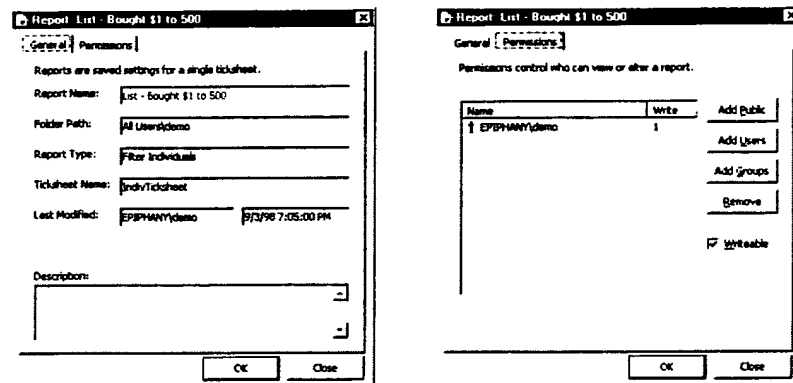 Report List - Bought $1 to 500
General Permissions
Reports are saved settings for a single ticksheet.
Report Name: List - Bought $1 to 500
Folder Path: All Users\demo
Report Type: Filter Individuals
Ticksheet Name: IndivTicksheet
Last Modified: EPIPHANY\demo 9/3/98 7:05:00 PM
Description:
OK Close
Report List - Bought $1 to 500
General Permissions
Permissions control who can view or alter a report.
Name Write
EPIPHANY\demo 1
Add Public
Add Users
Add Groups
Remove
Writeable
OK Close